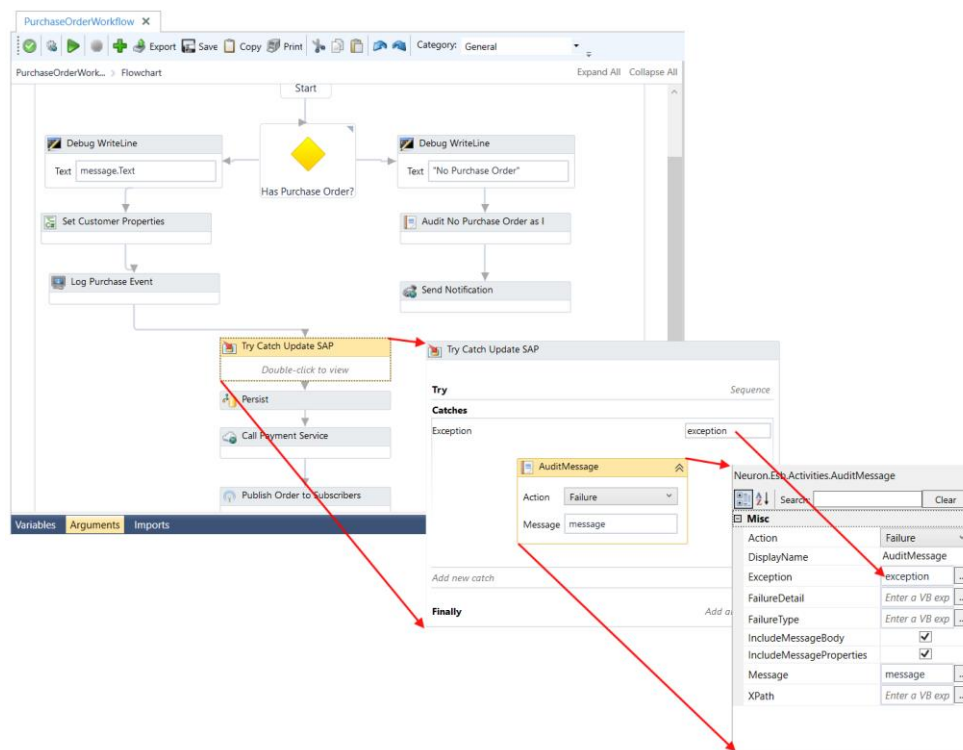 PurchaseOrderWorkflow X
Export Save Copy Print Category: General
PurchaseOrderWork... > Flowchart Expand All Collapse All
Start
Debug WriteLine
Text message.Text
Has Purchase Order?
Debug WriteLine
Text "No Purchase Order"
Set Customer Properties
Audit No Purchase Order as I
Log Purchase Event
Send Notification
Try Catch Update SAP
Double-click to view
Persist
Call Payment Service
Publish Order to Subscribers
Variables Arguments Imports
Try Catch Update SAP
Try Sequence
Catches
Exception exception
AuditMessage
Action Failure
Message message
Add new catch
Finally
Neuron.Esb.Activities.AuditMessage
Search: Clear
Misc
Action Failure
DisplayName AuditMessage
Exception exception ...
FailureDetail Enter a VB exp ...
FailureType Enter a VB exp ...
IncludeMessageBody
IncludeMessageProperties
Message message ...
XPath Enter a VB exp ...